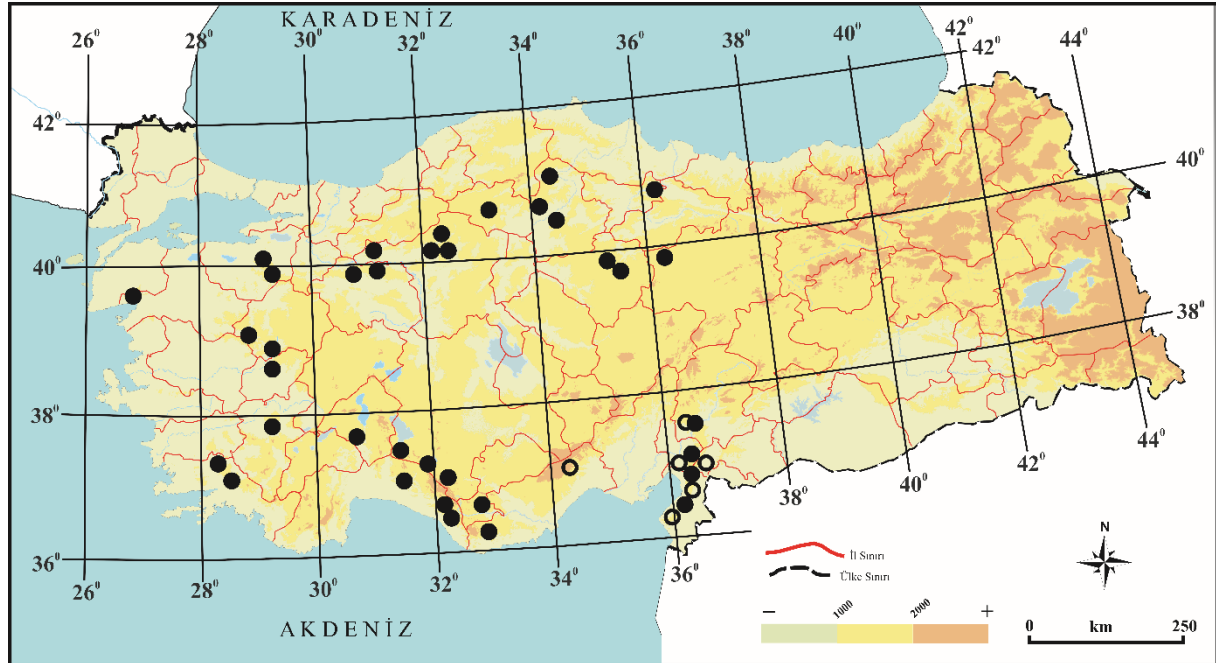 KARADENİZ
26⁰ 28⁰ 30⁰ 32⁰ 34⁰ 36⁰ 38⁰ 40⁰ 42⁰ 44⁰
42⁰
42⁰
40⁰
40⁰
38⁰
38⁰
36⁰
26⁰ 28⁰ 30⁰ 32⁰ 34⁰ 36⁰ 38⁰ 40⁰ 42⁰ 44⁰
AKDENİZ
İl Sınırı
Ülke Sınırı
N
− 1000 2000 +
0 km 250